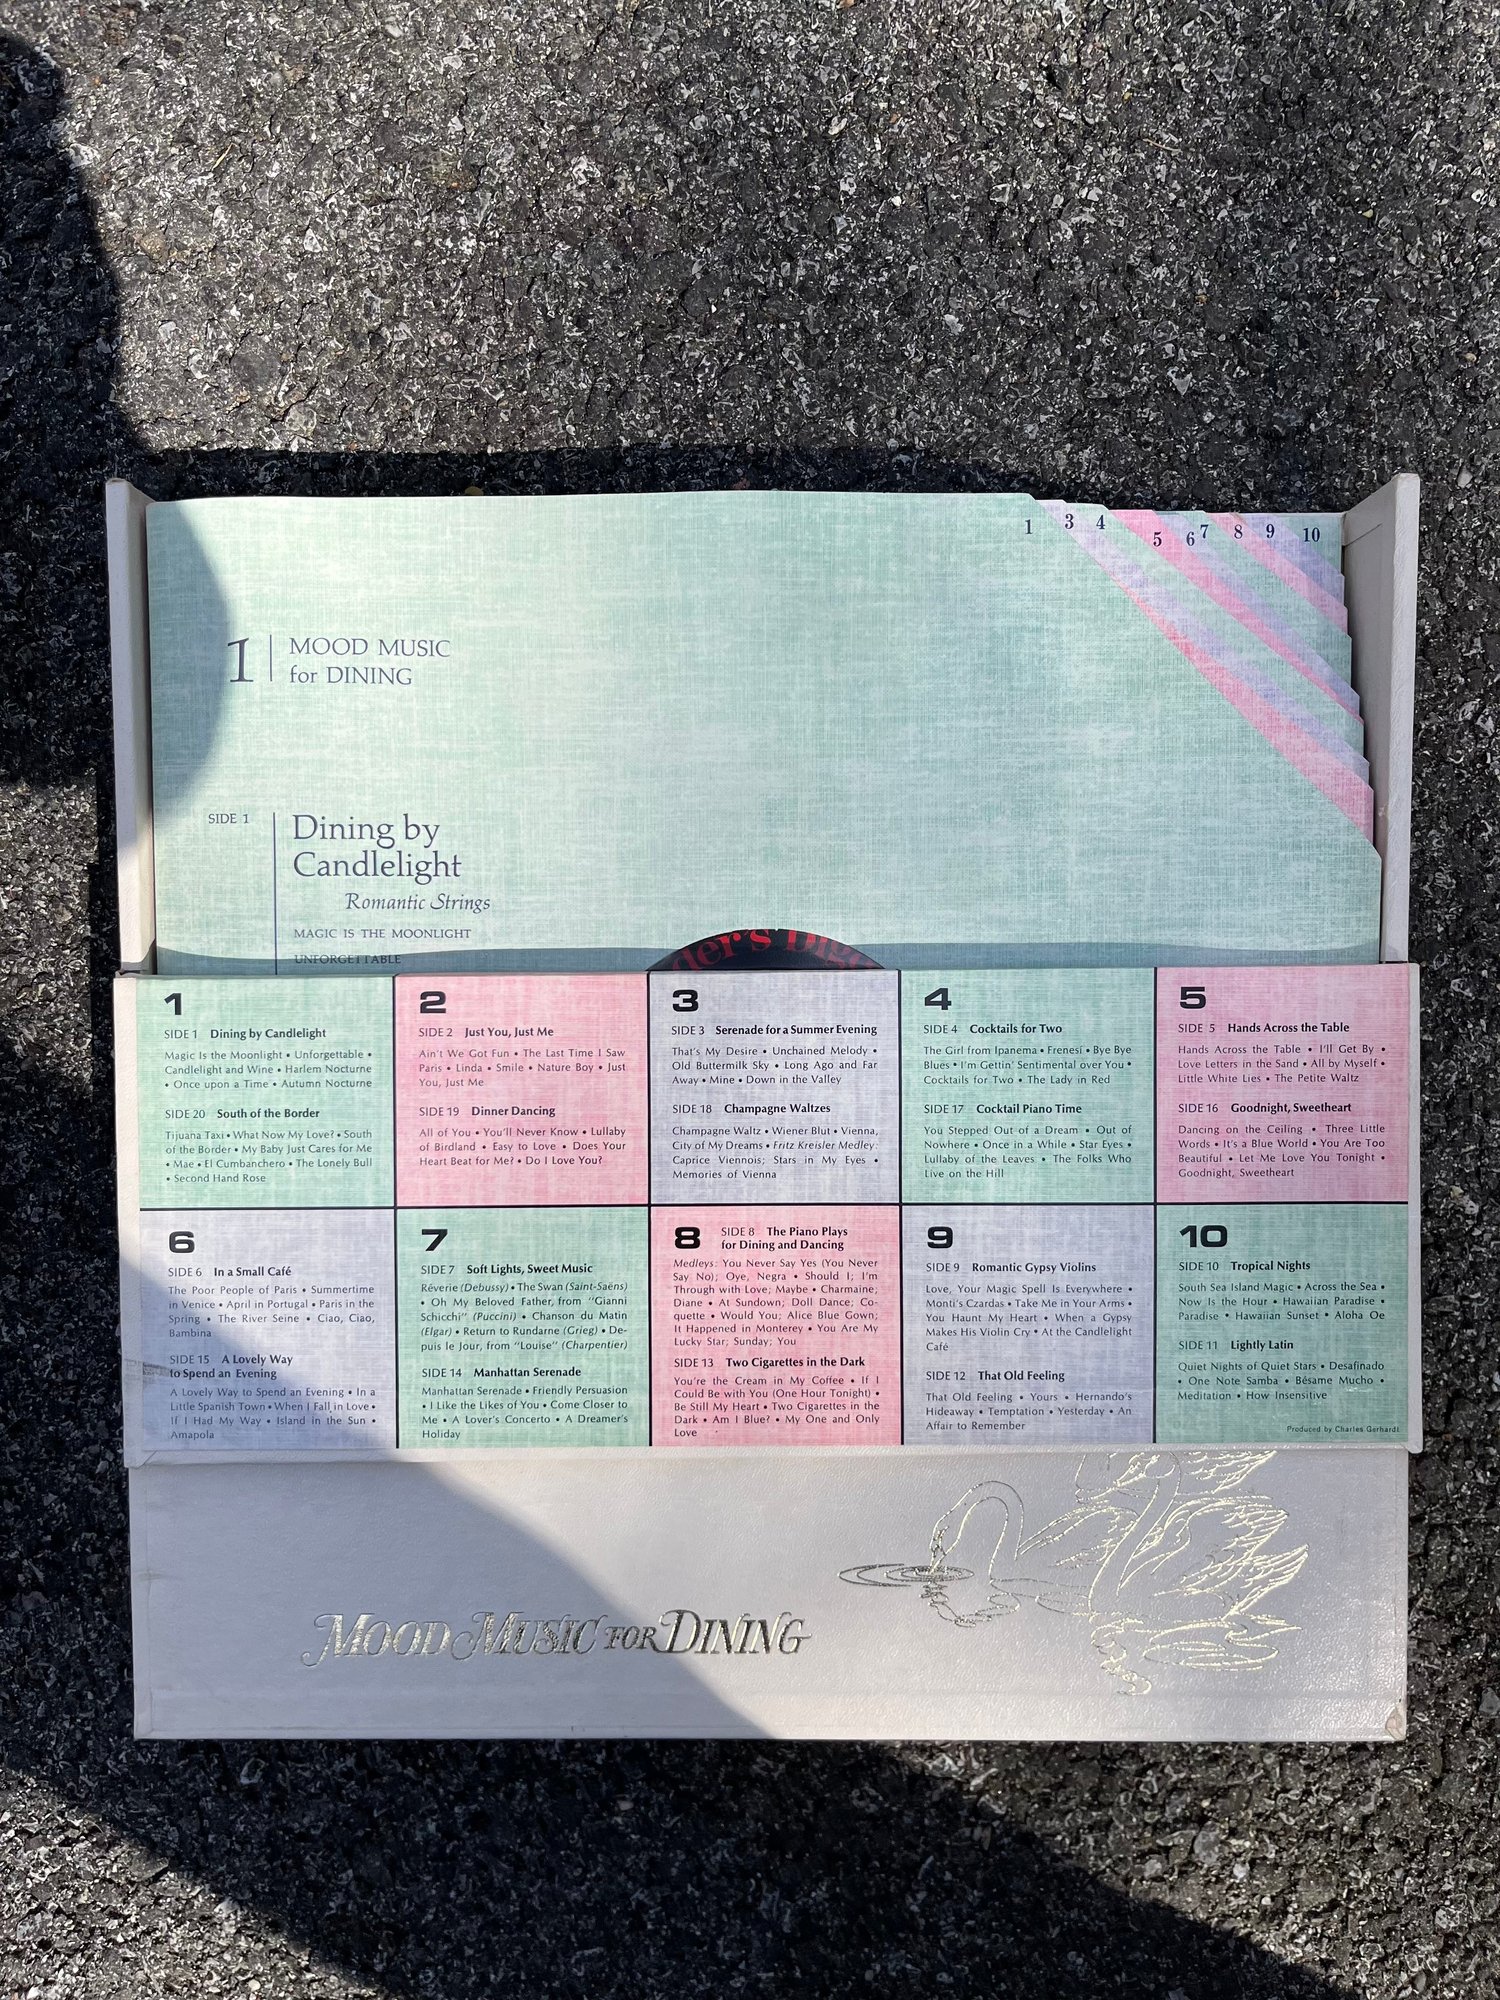 1 3 4 5 6 7 8 9 10
1 MOOD MUSIC
for DINING
SIDE 1 Dining by
Candlelight
Romantic Strings
MAGIC IS THE MOONLIGHT
UNFORGETTABLE
der's Dig
1
SIDE 1 Dining by Candlelight
Magic Is the Moonlight • Unforgettable •
Candlelight and Wine • Harlem Nocturne
• Once upon a Time • Autumn Nocturne
SIDE 20 South of the Border
Tijuana Taxi • What Now My Love? • South
of the Border • My Baby Just Cares for Me
• Mae • El Cumbanchero • The Lonely Bull
• Second Hand Rose
2
SIDE 2 Just You, Just Me
Ain't We Got Fun • The Last Time I Saw
Paris • Linda • Smile • Nature Boy • Just
You, Just Me
SIDE 19 Dinner Dancing
All of You • You'll Never Know • Lullaby
of Birdland • Easy to Love • Does Your
Heart Beat for Me? • Do I Love You?
3
SIDE 3 Serenade for a Summer Evening
That's My Desire • Unchained Melody •
Old Buttermilk Sky • Long Ago and Far
Away • Mine • Down in the Valley
SIDE 18 Champagne Waltzes
Champagne Waltz • Wiener Blut • Vienna,
City of My Dreams • Fritz Kreisler Medley:
Caprice Viennois; Stars in My Eyes •
Memories of Vienna
4
SIDE 4 Cocktails for Two
The Girl from Ipanema • Frenesí • Bye Bye
Blues • I'm Gettin' Sentimental over You •
Cocktails for Two • The Lady in Red
SIDE 17 Cocktail Piano Time
You Stepped Out of a Dream • Out of
Nowhere • Once in a While • Star Eyes •
Lullaby of the Leaves • The Folks Who
Live on the Hill
5
SIDE 5 Hands Across the Table
Hands Across the Table • I'll Get By •
Love Letters in the Sand • All by Myself •
Little White Lies • The Petite Waltz
SIDE 16 Goodnight, Sweetheart
Dancing on the Ceiling • Three Little
Words • It's a Blue World • You Are Too
Beautiful • Let Me Love You Tonight •
Goodnight, Sweetheart
6
SIDE 6 In a Small Café
The Poor People of Paris • Summertime
in Venice • April in Portugal • Paris in the
Spring • The River Seine • Ciao, Ciao,
Bambina
SIDE 15 A Lovely Way
to Spend an Evening
A Lovely Way to Spend an Evening • In a
Little Spanish Town • When I Fall in Love •
If I Had My Way • Island in the Sun •
Amapola
7
SIDE 7 Soft Lights, Sweet Music
Rêverie (Debussy) • The Swan (Saint-Saëns)
• Oh My Beloved Father, from "Gianni
Schicchi" (Puccini) • Chanson du Matin
(Elgar) • Return to Rundarne (Grieg) • De-
puis le Jour, from "Louise" (Charpentier)
SIDE 14 Manhattan Serenade
Manhattan Serenade • Friendly Persuasion
• I Like the Likes of You • Come Closer to
Me • A Lover's Concerto • A Dreamer's
Holiday
8
SIDE 8 The Piano Plays
for Dining and Dancing
Medleys: You Never Say Yes (You Never
Say No); Oye, Negra • Should I; I'm
Through with Love; Maybe • Charmaine;
Diane • At Sundown; Doll Dance; Co-
quette • Would You; Alice Blue Gown;
It Happened in Monterey • You Are My
Lucky Star; Sunday; You
SIDE 13 Two Cigarettes in the Dark
You're the Cream in My Coffee • If I
Could Be with You (One Hour Tonight) •
Be Still My Heart • Two Cigarettes in the
Dark • Am I Blue? • My One and Only
Love
9
SIDE 9 Romantic Gypsy Violins
Love, Your Magic Spell Is Everywhere •
Monti's Czardas • Take Me in Your Arms •
You Haunt My Heart • When a Gypsy
Makes His Violin Cry • At the Candlelight
Café
SIDE 12 That Old Feeling
That Old Feeling • Yours • Hernando's
Hideaway • Temptation • Yesterday • An
Affair to Remember
10
SIDE 10 Tropical Nights
South Sea Island Magic • Across the Sea •
Now Is the Hour • Hawaiian Paradise •
Paradise • Hawaiian Sunset • Aloha Oe
SIDE 11 Lightly Latin
Quiet Nights of Quiet Stars • Desafinado
• One Note Samba • Bésame Mucho •
Meditation • How Insensitive
Produced by Charles Gerhardt
MOOD MUSIC FOR DINING